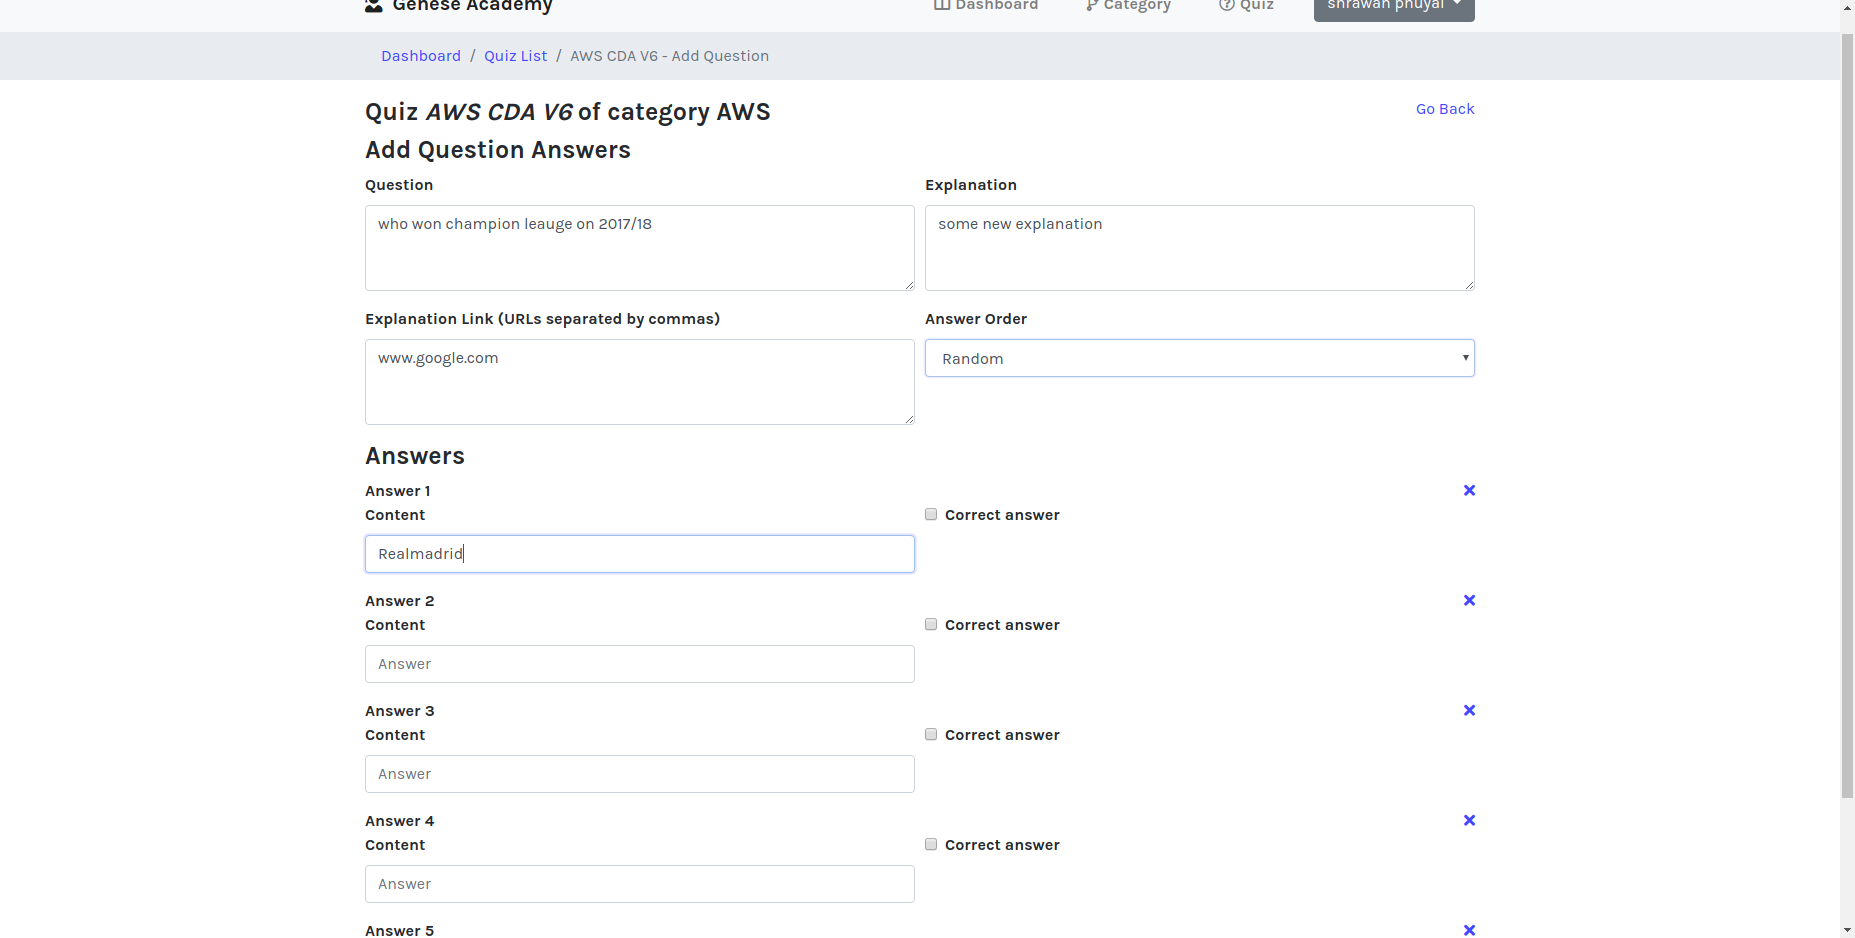 Genese Academy
Dashboard Category Quiz shrawan phuyal
Dashboard / Quiz List / AWS CDA V6 - Add Question
Quiz AWS CDA V6 of category AWS
Go Back
Add Question Answers
Question Explanation
who won champion leauge on 2017/18 some new explanation
Explanation Link (URLs separated by commas) Answer Order
www.google.com Random
Answers
Answer 1
Content Correct answer
Realmadrid
Answer 2
Content Correct answer
Answer
Answer 3
Content Correct answer
Answer
Answer 4
Content Correct answer
Answer
Answer 5